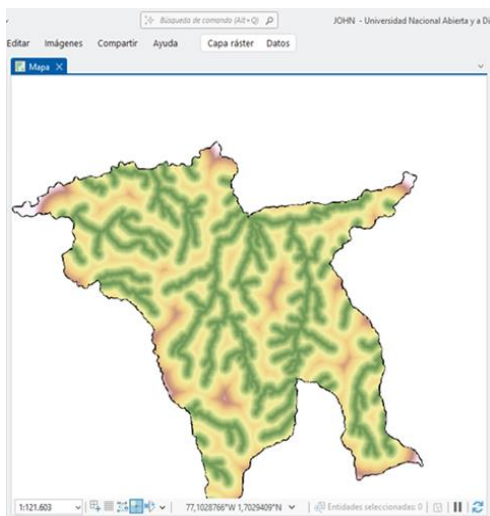 Búsqueda de comando (Alt+Q)
JOHN - Universidad Nacional Abierta y a Di
Editar Imágenes Compartir Ayuda Capa ráster Datos
Mapa
1:121.603 77,1028766°W 1,7029409°N Entidades seleccionadas: 0